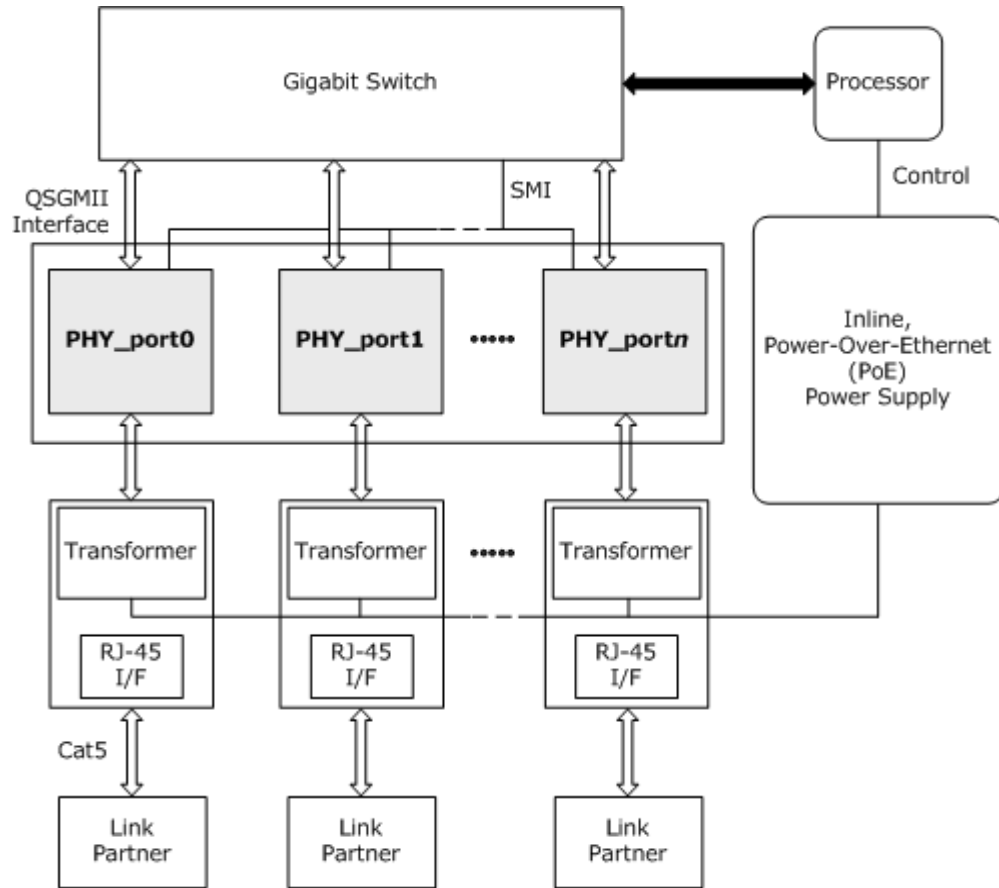 Gigabit Switch
Processor
QSGMII
Interface
SMI
Control
PHY_port0
PHY_port1
PHY_portn
Inline,
Power-Over-Ethernet
(PoE)
Power Supply
Transformer
Transformer
Transformer
RJ-45
I/F
RJ-45
I/F
RJ-45
I/F
Cat5
Link
Partner
Link
Partner
Link
Partner